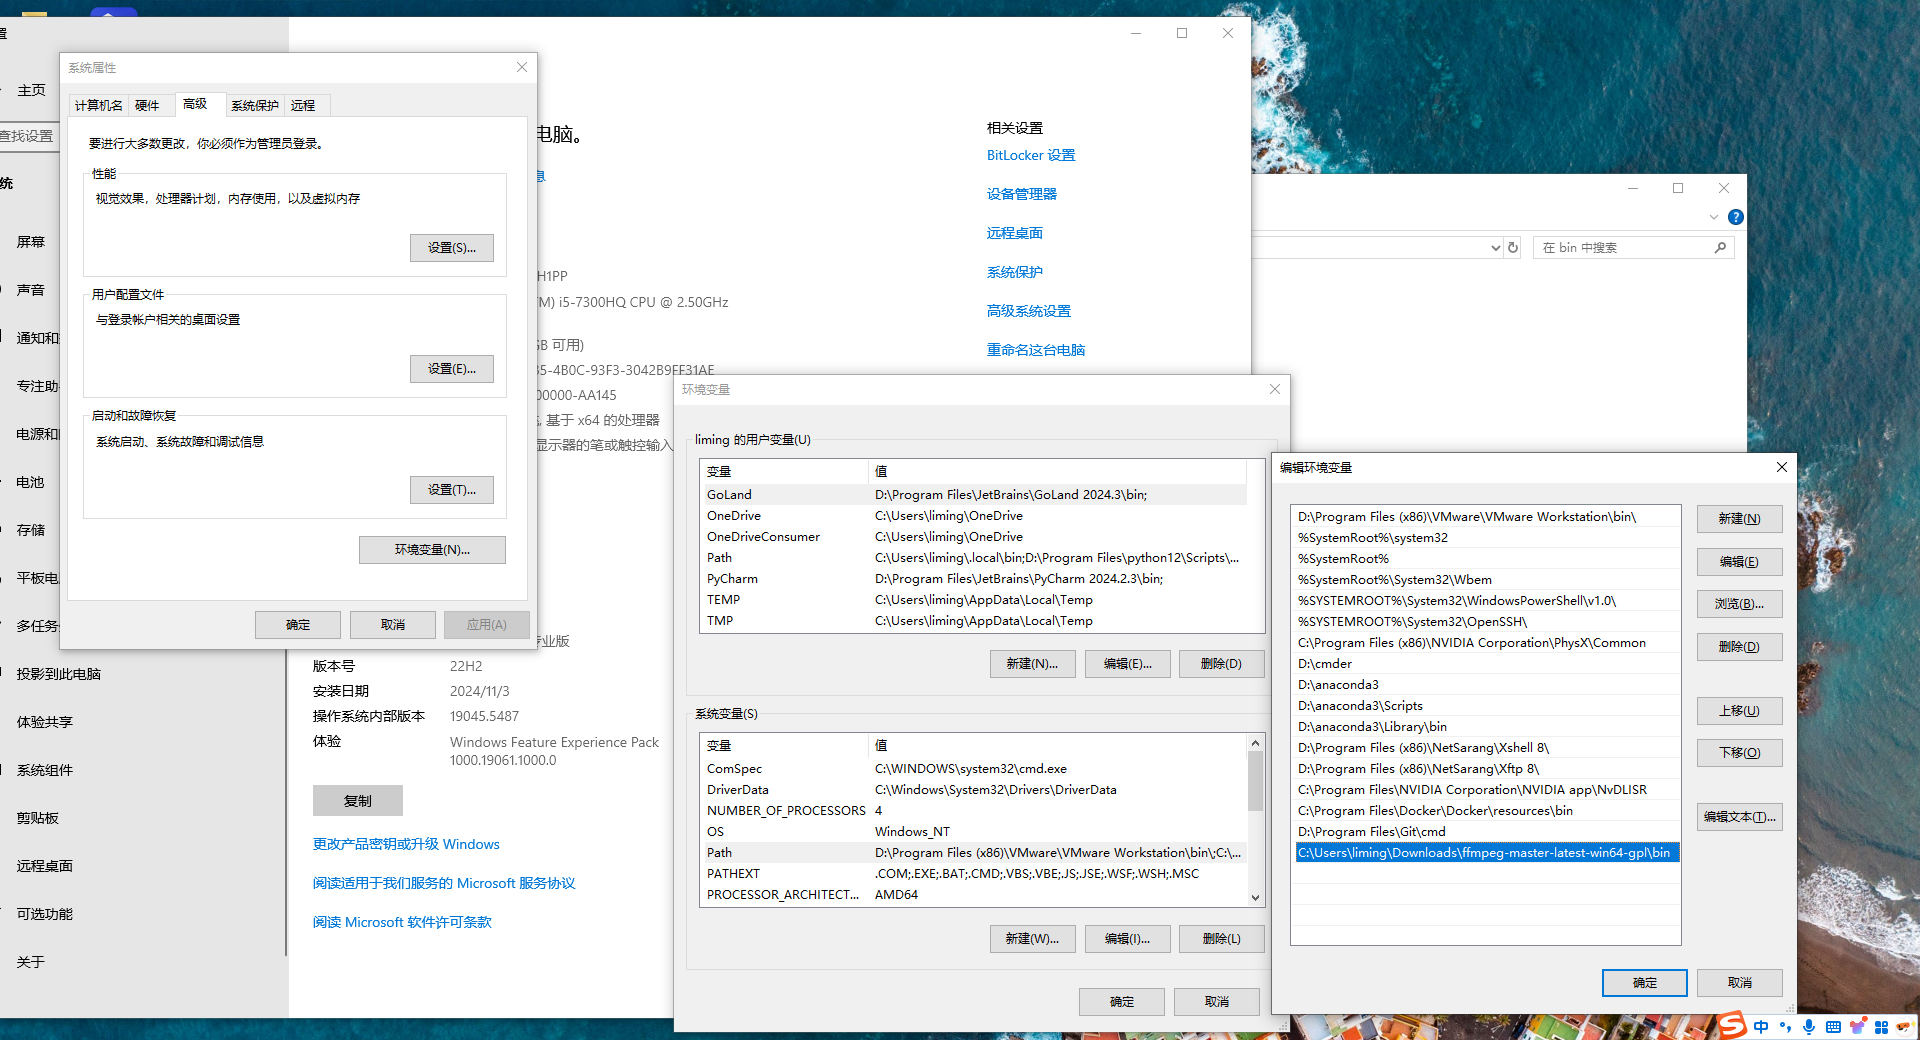 置
主页
查找设置
统
屏幕
声音
通知和
专注助
电源和
电池
存储
平板电
多任务
投影到此电脑
体验共享
系统组件
剪贴板
远程桌面
可选功能
关于
系统属性
计算机名
硬件
高级
系统保护
远程
要进行大多数更改，你必须作为管理员登录。
性能
视觉效果，处理器计划，内存使用，以及虚拟内存
设置(S)...
用户配置文件
与登录帐户相关的桌面设置
设置(E)...
启动和故障恢复
系统启动、系统故障和调试信息
设置(T)...
环境变量(N)...
确定
取消
应用(A)
电脑。
息
H1PP
TM) i5-7300HQ CPU @ 2.50GHz
GB 可用)
35-4B0C-93F3-3042B9FF31AE
00000-AA145
, 基于 x64 的处理器
显示器的笔或触控输入
专业版
版本号 22H2
安装日期 2024/11/3
操作系统内部版本 19045.5487
体验 Windows Feature Experience Pack
1000.19061.1000.0
复制
更改产品密钥或升级 Windows
阅读适用于我们服务的 Microsoft 服务协议
阅读 Microsoft 软件许可条款
相关设置
BitLocker 设置
设备管理器
远程桌面
系统保护
高级系统设置
重命名这台电脑
在 bin 中搜索
环境变量
liming 的用户变量(U)
变量 值
GoLand D:\Program Files\JetBrains\GoLand 2024.3\bin;
OneDrive C:\Users\liming\OneDrive
OneDriveConsumer C:\Users\liming\OneDrive
Path C:\Users\liming\.local\bin;D:\Program Files\python12\Scripts\...
PyCharm D:\Program Files\JetBrains\PyCharm 2024.2.3\bin;
TEMP C:\Users\liming\AppData\Local\Temp
TMP C:\Users\liming\AppData\Local\Temp
新建(N)... 编辑(E)... 删除(D)
系统变量(S)
变量 值
ComSpec C:\WINDOWS\system32\cmd.exe
DriverData C:\Windows\System32\Drivers\DriverData
NUMBER_OF_PROCESSORS 4
OS Windows_NT
Path D:\Program Files (x86)\VMware\VMware Workstation\bin\;C:\...
PATHEXT .COM;.EXE;.BAT;.CMD;.VBS;.VBE;.JS;.JSE;.WSF;.WSH;.MSC
PROCESSOR_ARCHITECT... AMD64
新建(W)... 编辑(I)... 删除(L)
确定 取消
编辑环境变量
D:\Program Files (x86)\VMware\VMware Workstation\bin\
%SystemRoot%\system32
%SystemRoot%
%SystemRoot%\System32\Wbem
%SYSTEMROOT%\System32\WindowsPowerShell\v1.0\
%SYSTEMROOT%\System32\OpenSSH\
C:\Program Files (x86)\NVIDIA Corporation\PhysX\Common
D:\cmder
D:\anaconda3
D:\anaconda3\Scripts
D:\anaconda3\Library\bin
D:\Program Files (x86)\NetSarang\Xshell 8\
D:\Program Files (x86)\NetSarang\Xftp 8\
C:\Program Files\NVIDIA Corporation\NVIDIA app\NvDLISR
C:\Program Files\Docker\Docker\resources\bin
D:\Program Files\Git\cmd
C:\Users\liming\Downloads\ffmpeg-master-latest-win64-gpl\bin
新建(N)
编辑(E)
浏览(B)...
删除(D)
上移(U)
下移(O)
编辑文本(T)...
确定 取消
中